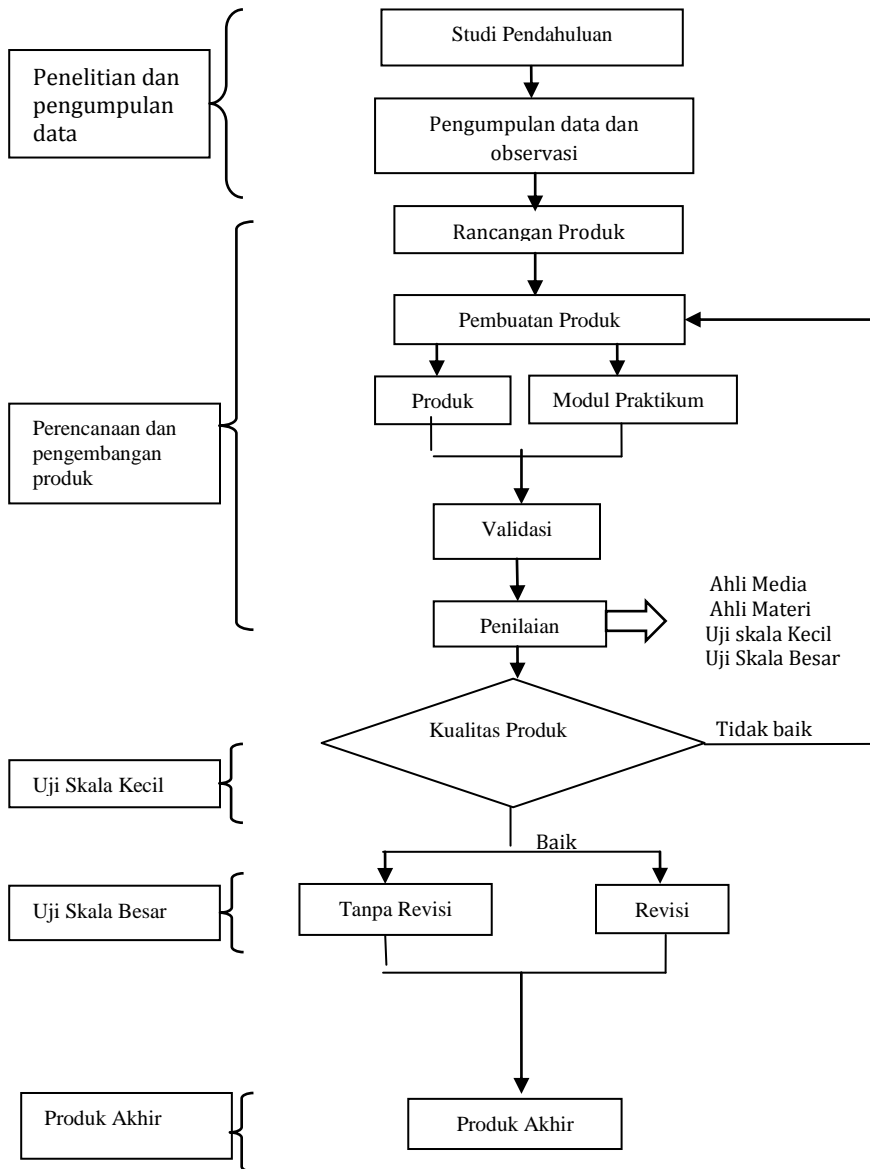 Studi Pendahuluan
Penelitian dan
pengumpulan
data
Pengumpulan data dan
observasi
Rancangan Produk
Pembuatan Produk
Produk
Modul Praktikum
Perencanaan dan
pengembangan
produk
Validasi
Penilaian
Ahli Media
Ahli Materi
Uji skala Kecil
Uji Skala Besar
Kualitas Produk
Tidak baik
Uji Skala Kecil
Baik
Uji Skala Besar
Tanpa Revisi
Revisi
Produk Akhir
Produk Akhir